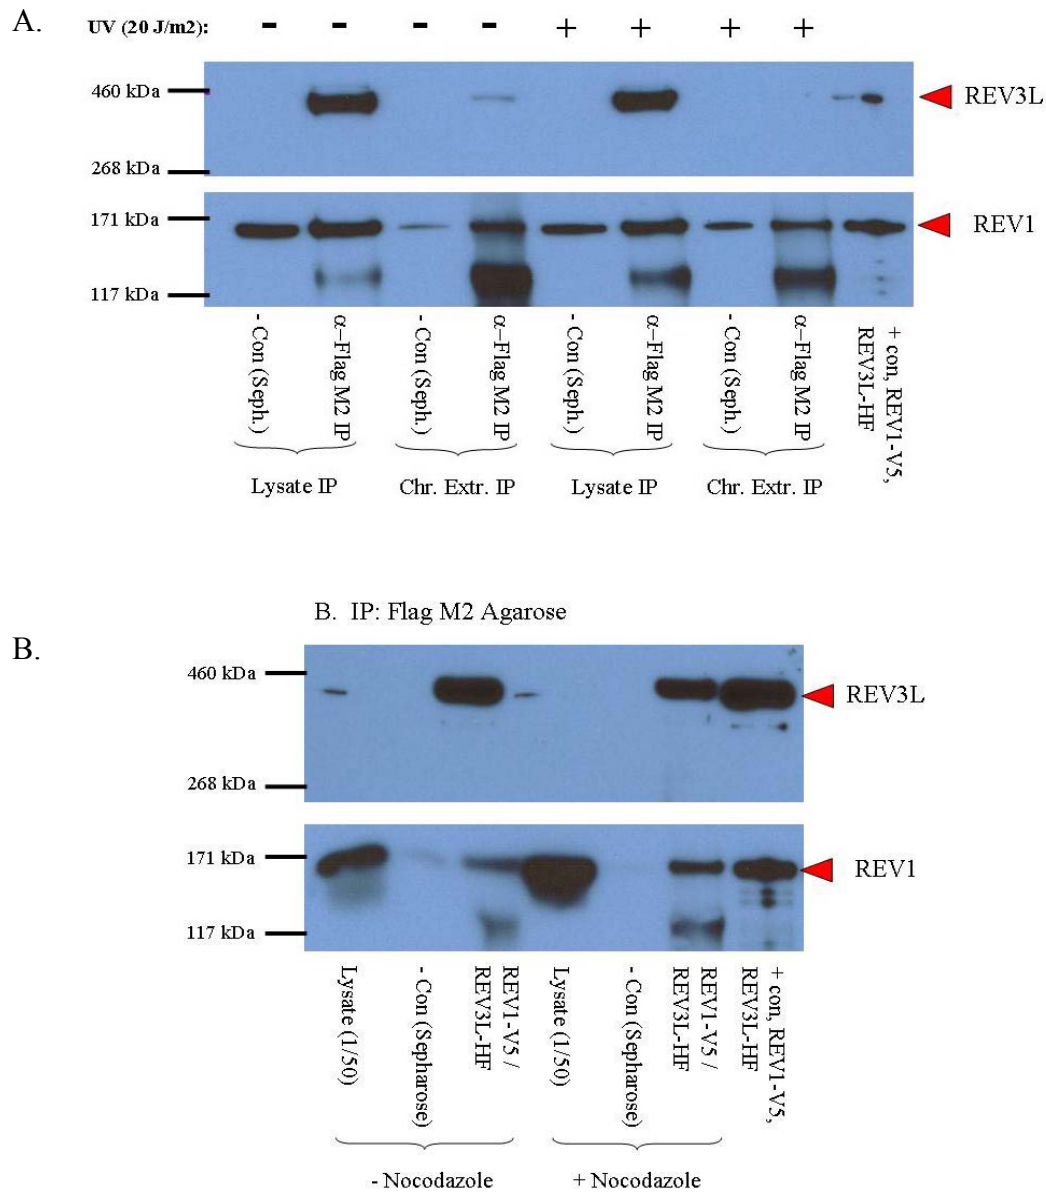 A.
UV (20 J/m2): - - - - + + + +
460 kDa
REV3L
268 kDa
171 kDa
REV1
117 kDa
- Con (Seph.)
α–Flag M2 IP
- Con (Seph.)
α–Flag M2 IP
- Con (Seph.)
α–Flag M2 IP
- Con (Seph.)
α–Flag M2 IP
+ con, REV1-V5,
REV3L-HF
Lysate IP
Chr. Extr. IP
Lysate IP
Chr. Extr. IP
B. IP: Flag M2 Agarose
B.
460 kDa
REV3L
268 kDa
171 kDa
REV1
117 kDa
Lysate (1/50)
- Con (Sepharose)
REV1-V5 /
REV3L-HF
Lysate (1/50)
- Con (Sepharose)
REV1-V5 /
REV3L-HF
+ con, REV1-V5,
REV3L-HF
- Nocodazole
+ Nocodazole